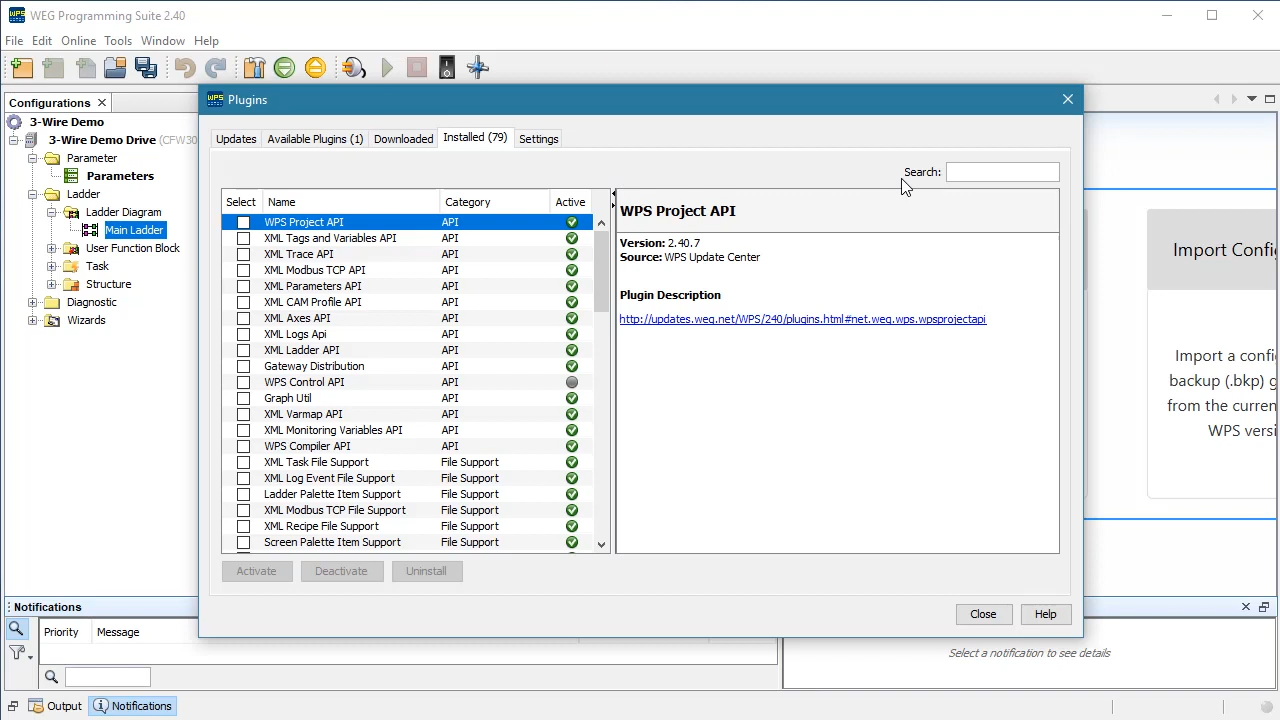 WEG Programming Suite 2.40
File Edit Online Tools Window Help
Configurations
3-Wire Demo
3-Wire Demo Drive (CFW30
Parameter
Parameters
Ladder
Ladder Diagram
Main Ladder
User Function Block
Task
Structure
Diagnostic
Wizards
WPS Plugins
Updates Available Plugins (1) Downloaded Installed (79) Settings
Search:
Select Name Category Active
WPS Project API API
XML Tags and Variables API API
XML Trace API API
XML Modbus TCP API API
XML Parameters API API
XML CAM Profile API API
XML Axes API API
XML Logs Api API
XML Ladder API API
Gateway Distribution API
WPS Control API API
Graph Util API
XML Varmap API API
XML Monitoring Variables API API
WPS Compiler API API
XML Task File Support File Support
XML Log Event File Support File Support
Ladder Palette Item Support File Support
XML Modbus TCP File Support File Support
XML Recipe File Support File Support
Screen Palette Item Support File Support
WPS Project API
Version: 2.40.7
Source: WPS Update Center
Plugin Description
http://updates.weg.net/WPS/240/plugins.html#net.weg.wps.wpsprojectapi
Activate Deactivate Uninstall
Close Help
Import Config
Import a confi
backup (.bkp) g
from the curren
WPS versi
Notifications
Priority Message
Select a notification to see details
Output Notifications